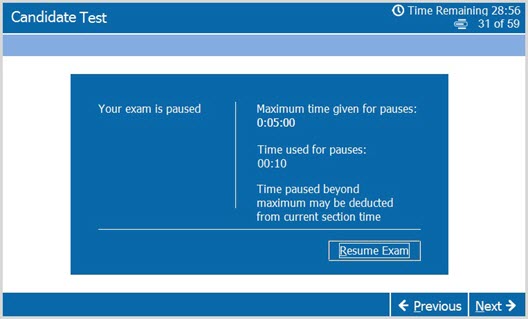 Candidate Test
Time Remaining 28:56
31 of 59
Your exam is paused
Maximum time given for pauses:
0:05:00
Time used for pauses:
00:10
Time paused beyond
maximum may be deducted
from current section time
Resume Exam
Previous
Next